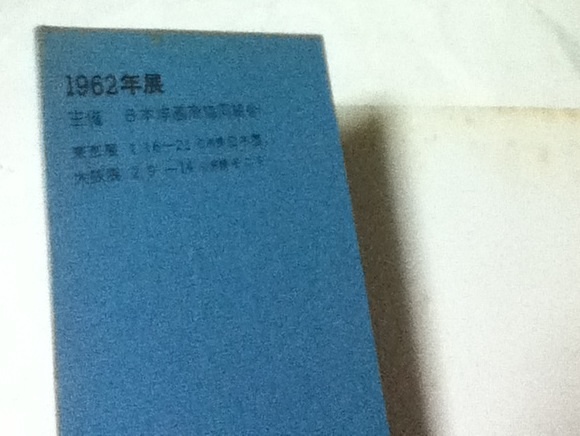 1962年展
主催 日本洋画商協同組合
東京展 1 16—21
大阪展 2 9 —14